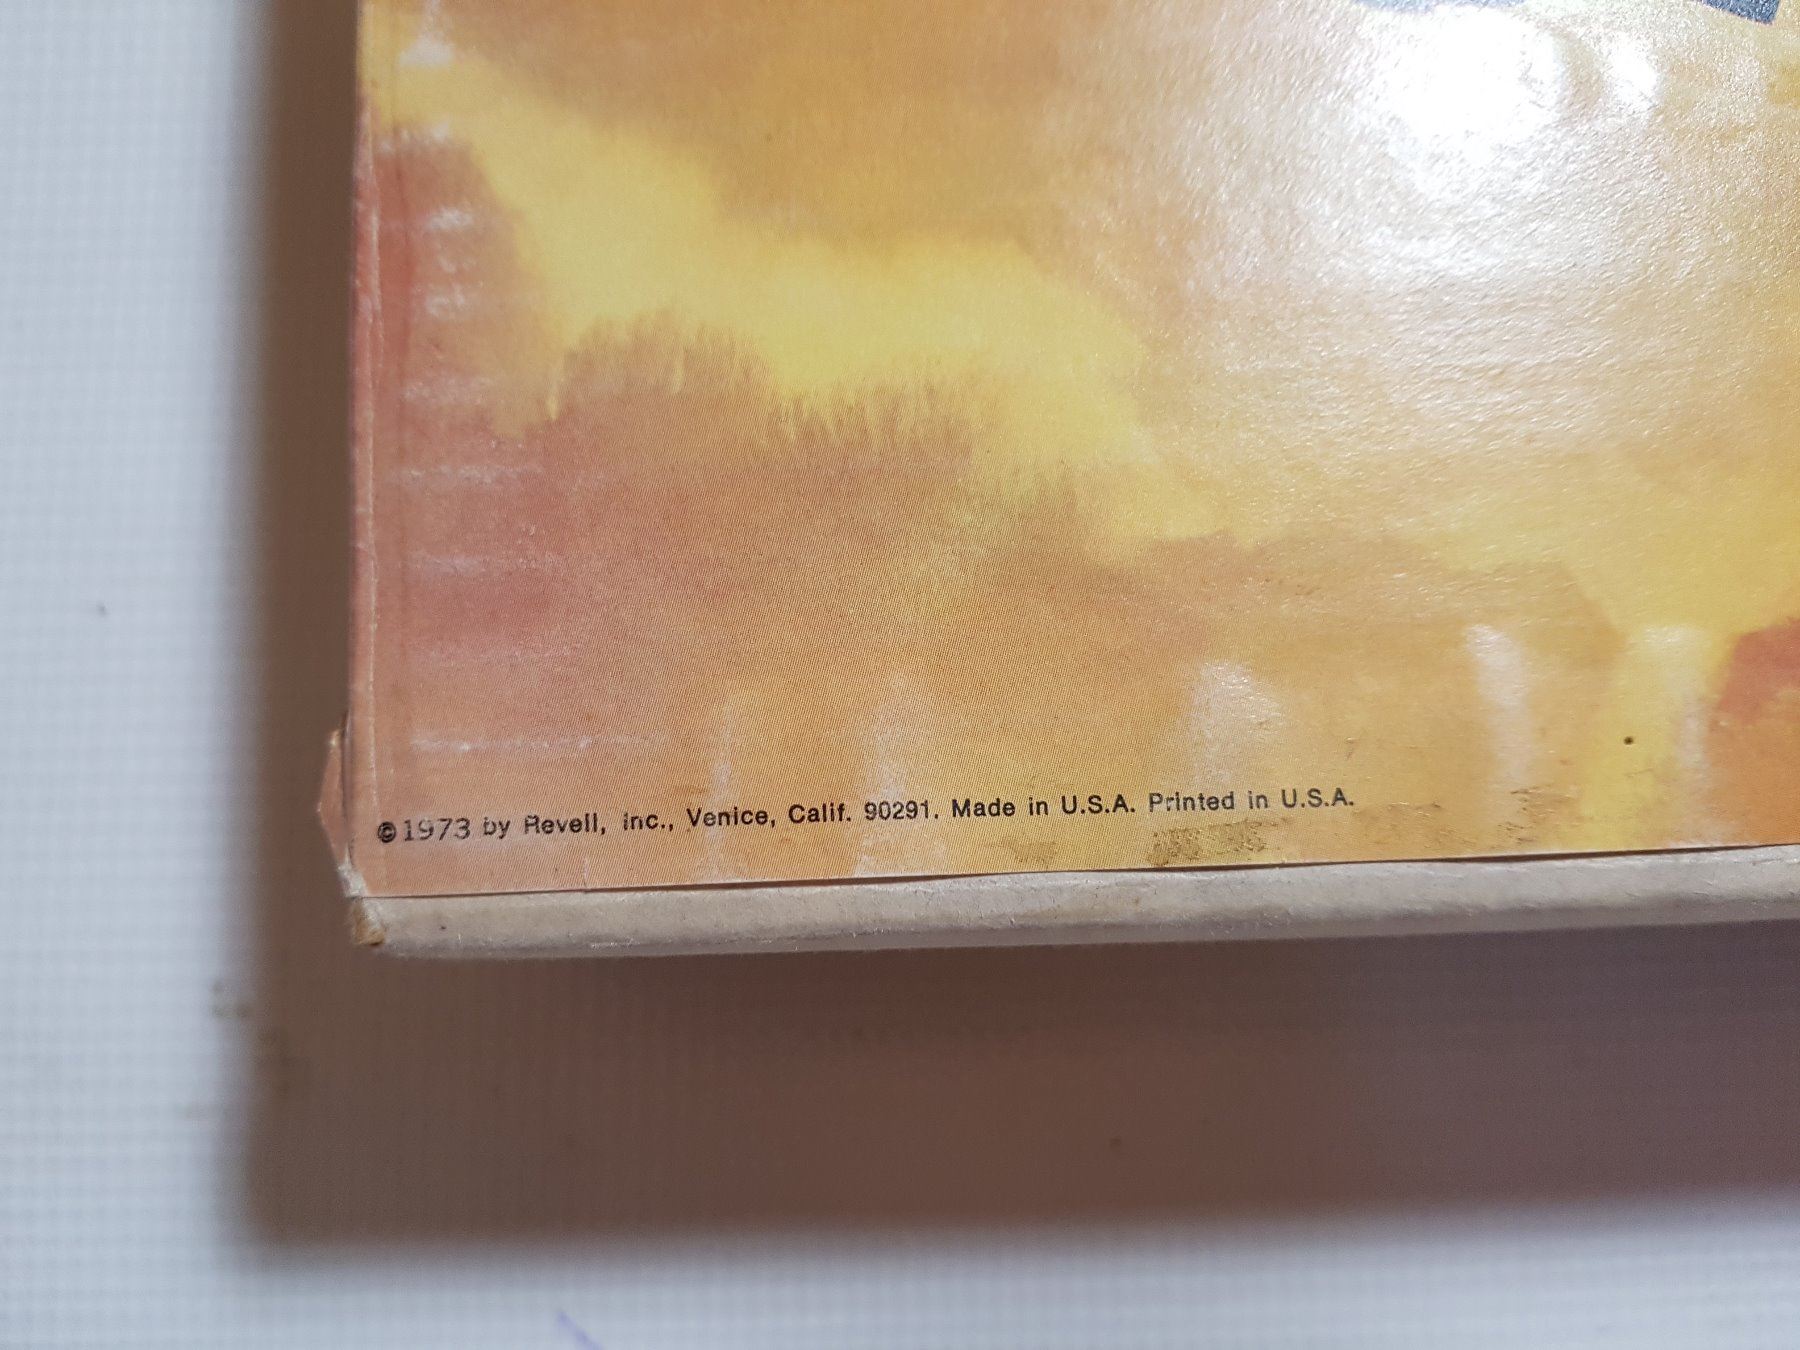 ©1973 by Revell, Inc., Venice, Calif. 90291. Made in U.S.A. Printed in U.S.A.